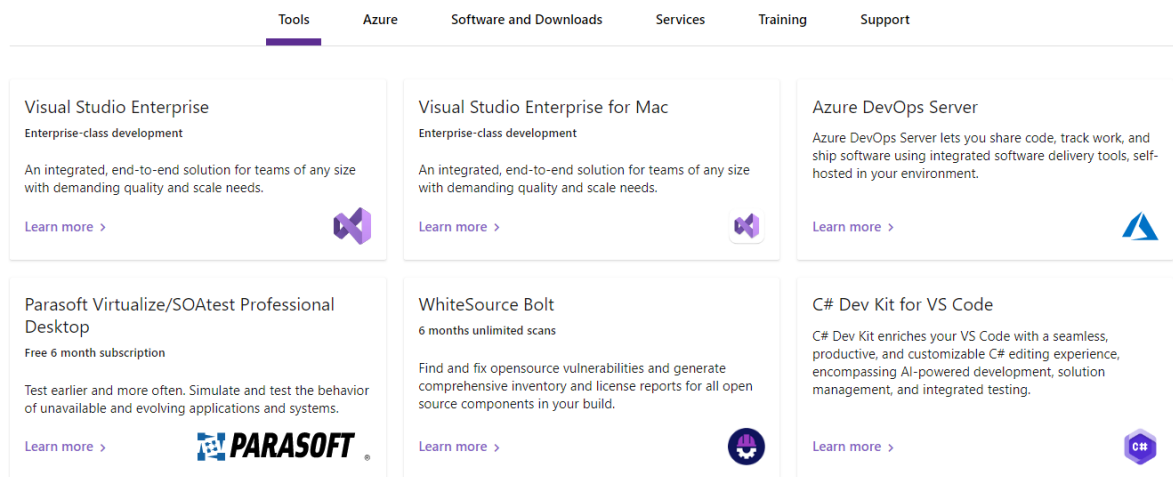 Tools Azure Software and Downloads Services Training Support
Visual Studio Enterprise
Enterprise-class development
An integrated, end-to-end solution for teams of any size
with demanding quality and scale needs.
Learn more >
Visual Studio Enterprise for Mac
Enterprise-class development
An integrated, end-to-end solution for teams of any size
with demanding quality and scale needs.
Learn more >
Azure DevOps Server
Azure DevOps Server lets you share code, track work, and
ship software using integrated software delivery tools, self-
hosted in your environment.
Learn more >
Parasoft Virtualize/SOAtest Professional
Desktop
Free 6 month subscription
Test earlier and more often. Simulate and test the behavior
of unavailable and evolving applications and systems.
Learn more >
PARASOFT ®
WhiteSource Bolt
6 months unlimited scans
Find and fix opensource vulnerabilities and generate
comprehensive inventory and license reports for all open
source components in your build.
Learn more >
C# Dev Kit for VS Code
C# Dev Kit enriches your VS Code with a seamless,
productive, and customizable C# editing experience,
encompassing AI-powered development, solution
management, and integrated testing.
Learn more >
C#